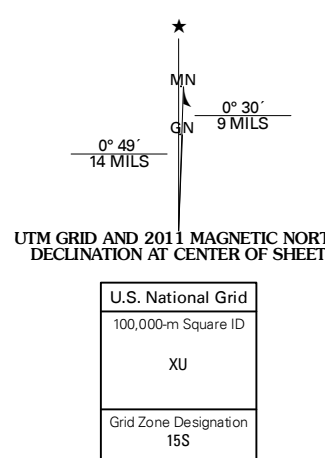 ★
MN
0° 30´
9 MILS
GN
0° 49´
14 MILS
UTM GRID AND 2011 MAGNETIC NORT
DECLINATION AT CENTER OF SHEET
U.S. National Grid
100,000-m Square ID
XU
Grid Zone Designation
15S